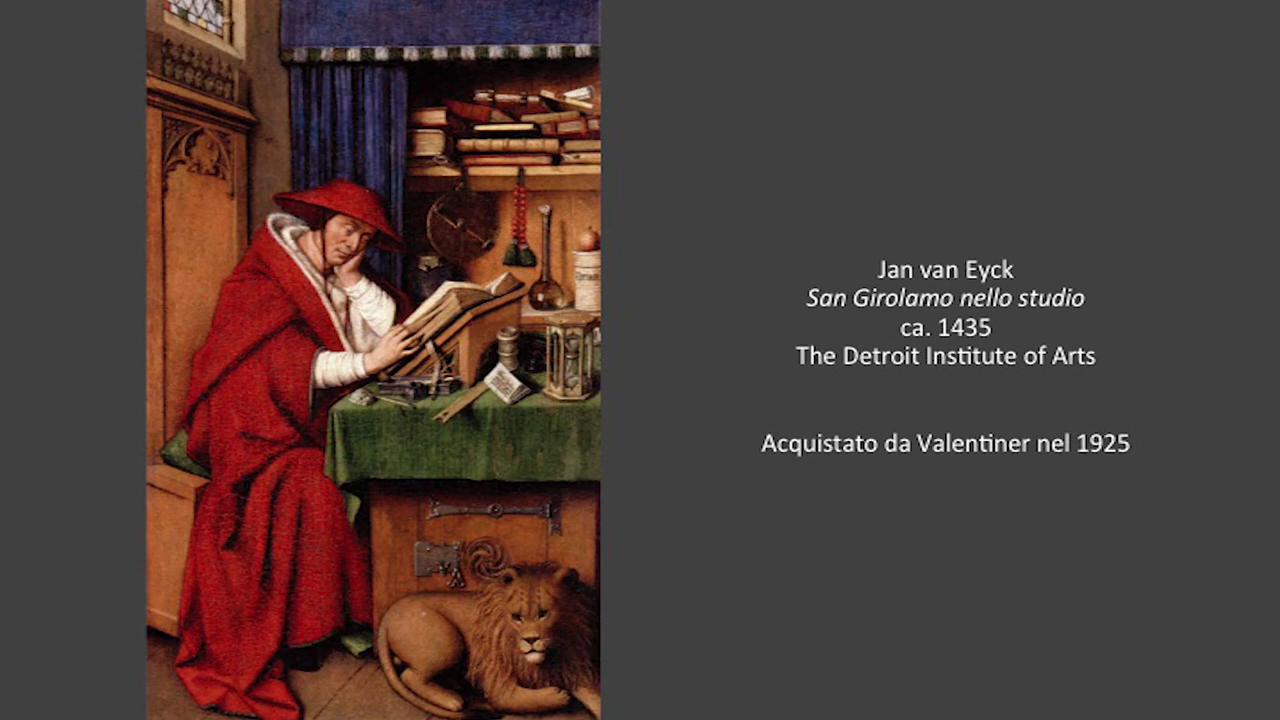 Jan van Eyck
San Girolamo nello studio
ca. 1435
The Detroit Institute of Arts
Acquistato da Valentiner nel 1925